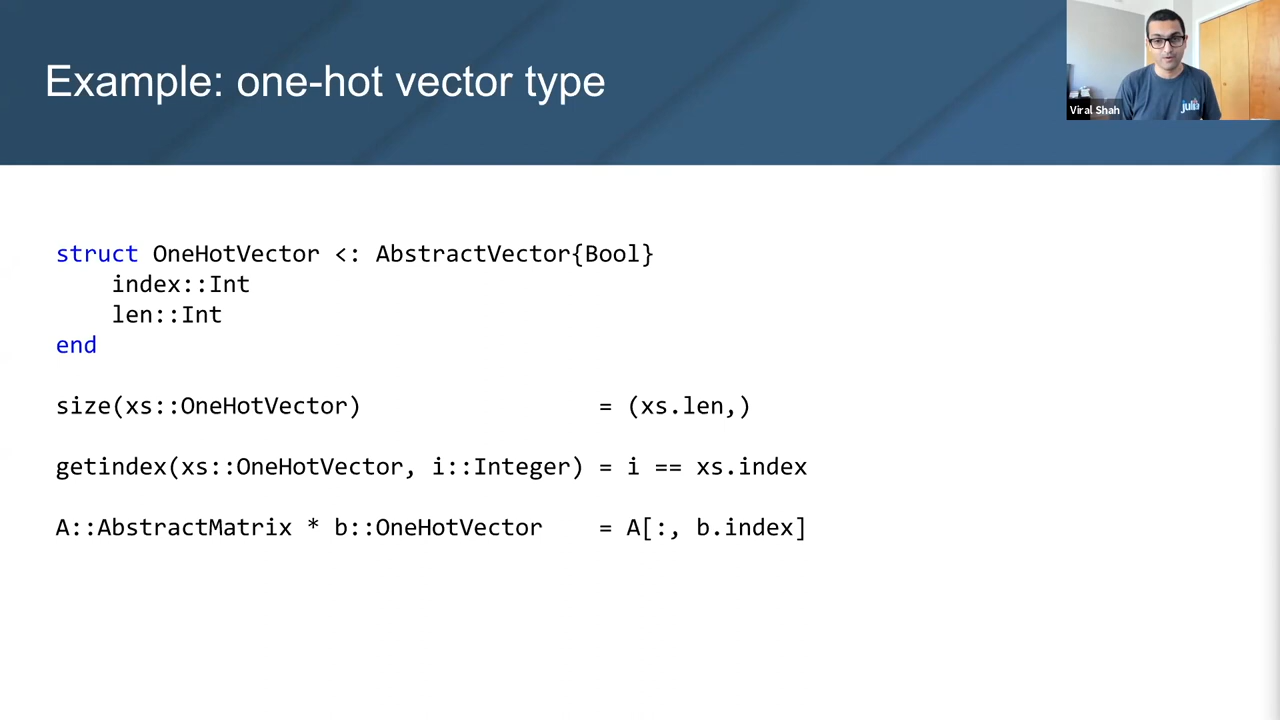 Example: one-hot vector type
Viral Shah
julia
struct OneHotVector <: AbstractVector{Bool}
    index::Int
    len::Int
end
size(xs::OneHotVector) = (xs.len,)
getindex(xs::OneHotVector, i::Integer) = i == xs.index
A::AbstractMatrix * b::OneHotVector = A[:, b.index]